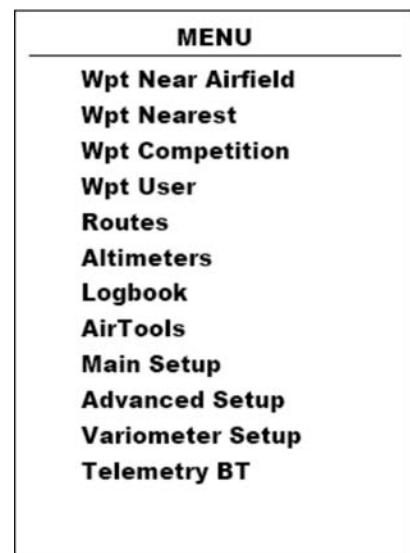 MENU
Wpt Near Airfield
Wpt Nearest
Wpt Competition
Wpt User
Routes
Altimeters
Logbook
AirTools
Main Setup
Advanced Setup
Variometer Setup
Telemetry BT